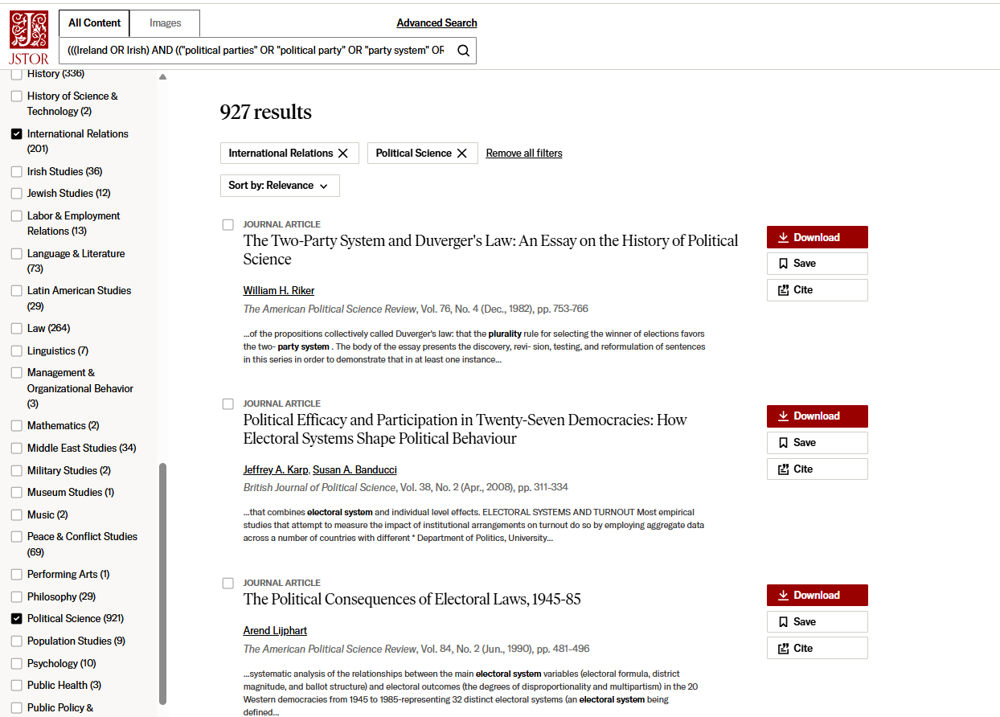 All Content
Images
Advanced Search
JSTOR
(((Ireland OR Irish) AND (("political parties" OR "political party" OR "party system" OR
History (336)
History of Science &
Technology (2)
International Relations
(201)
Irish Studies (36)
Jewish Studies (12)
Labor & Employment
Relations (13)
Language & Literature
(73)
Latin American Studies
(29)
Law (264)
Linguistics (7)
Management &
Organizational Behavior
(3)
Mathematics (2)
Middle East Studies (34)
Military Studies (2)
Museum Studies (1)
Music (2)
Peace & Conflict Studies
(69)
Performing Arts (1)
Philosophy (29)
Political Science (921)
Population Studies (9)
Psychology (10)
Public Health (3)
Public Policy &
927 results
International Relations
Political Science
Remove all filters
Sort by: Relevance
JOURNAL ARTICLE
The Two-Party System and Duverger's Law: An Essay on the History of Political
Science
William H. Riker
The American Political Science Review, Vol. 76, No. 4 (Dec., 1982), pp. 753-766
...of the propositions collectively called Duverger's law: that the plurality rule for selecting the winner of elections favors
the two- party system . The body of the essay presents the discovery, revi- sion, testing, and reformulation of sentences
in this series in order to demonstrate that in at least one instance...
Download
Save
Cite
JOURNAL ARTICLE
Political Efficacy and Participation in Twenty-Seven Democracies: How
Electoral Systems Shape Political Behaviour
Jeffrey A. Karp, Susan A. Banducci
British Journal of Political Science, Vol. 38, No. 2 (Apr., 2008), pp. 311-334
...that combines electoral system and individual level effects. ELECTORAL SYSTEMS AND TURNOUT Most empirical
studies that attempt to measure the impact of institutional arrangements on turnout do so by employing aggregate data
across a number of countries with different * Department of Politics, University...
Download
Save
Cite
JOURNAL ARTICLE
The Political Consequences of Electoral Laws, 1945-85
Arend Lijphart
The American Political Science Review, Vol. 84, No. 2 (Jun., 1990), pp. 481-496
...systematic analysis of the relationships between the main electoral system variables (electoral formula, district
magnitude, and ballot structure) and electoral outcomes (the degrees of disproportionality and multipartism) in the 20
Western democracies from 1945 to 1985-representing 32 distinct electoral systems (an electoral system being
defined...
Download
Save
Cite